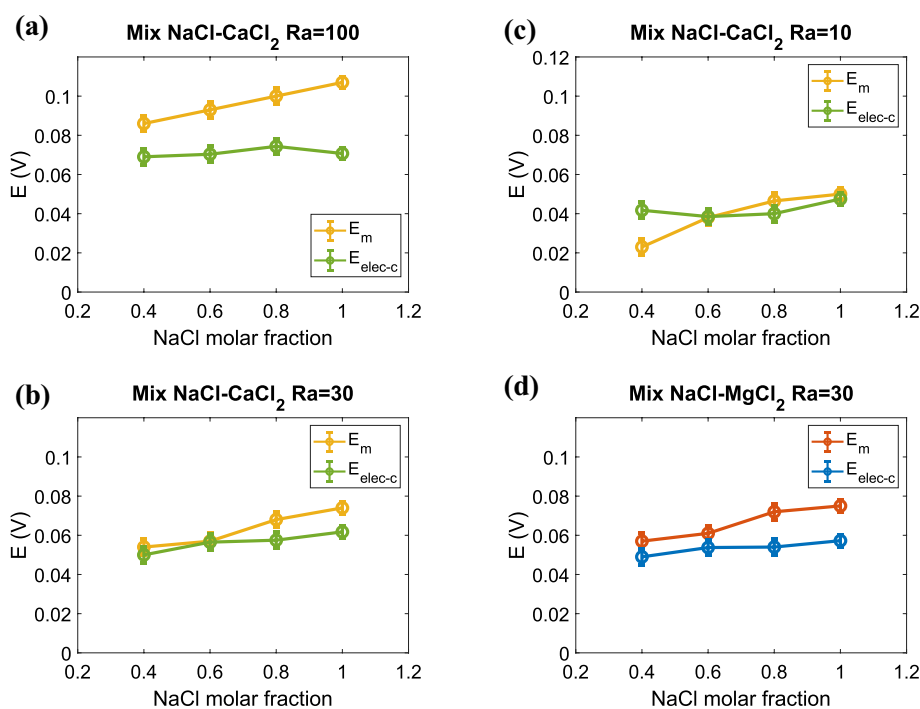 (a)
Mix NaCl-CaCl2 Ra=100
0.1
0.08
0.06
0.04
0.02
0
E (V)
Em
Eelec-c
0.2 0.4 0.6 0.8 1 1.2
NaCl molar fraction
(c)
Mix NaCl-CaCl2 Ra=10
0.12
0.1
0.08
0.06
0.04
0.02
0
E (V)
Em
Eelec-c
0.2 0.4 0.6 0.8 1 1.2
NaCl molar fraction
(b)
Mix NaCl-CaCl2 Ra=30
0.1
0.08
0.06
0.04
0.02
0
E (V)
Em
Eelec-c
0.2 0.4 0.6 0.8 1 1.2
NaCl molar fraction
(d)
Mix NaCl-MgCl2 Ra=30
0.1
0.08
0.06
0.04
0.02
0
E (V)
Em
Eelec-c
0.2 0.4 0.6 0.8 1 1.2
NaCl molar fraction